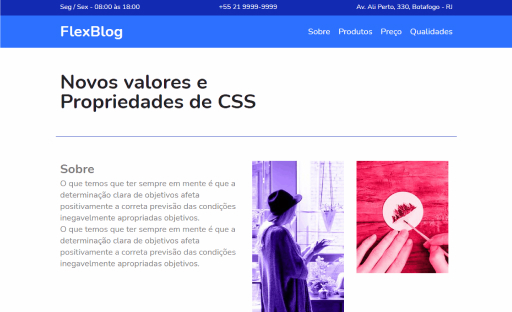 Seg / Sex - 08:00 às 18:00
+55 21 9999-9999
Av. Ali Perto, 330, Botafogo - RJ
FlexBlog
Sobre Produtos Preço Qualidades
Novos valores e
Propriedades de CSS
Sobre
O que temos que ter sempre em mente é que a
determinação clara de objetivos afeta
positivamente a correta previsão das condições
inegavelmente apropriadas objetivos.
O que temos que ter sempre em mente é que a
determinação clara de objetivos afeta
positivamente a correta previsão das condições
inegavelmente apropriadas objetivos.